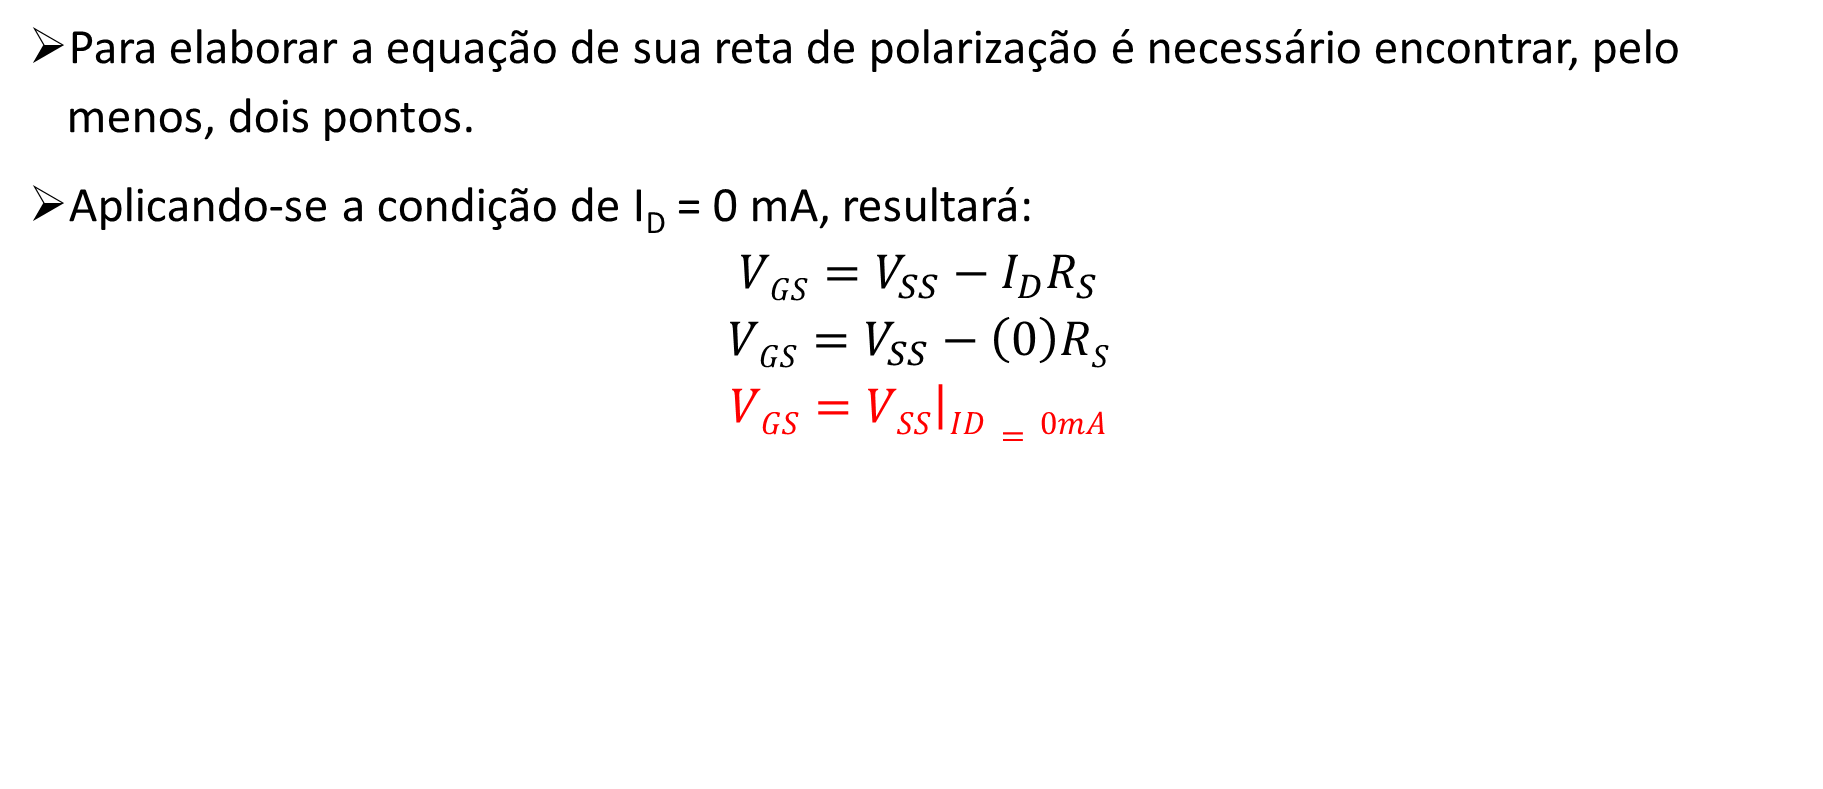 ➢Para elaborar a equação de sua reta de polarização é necessário encontrar, pelo
menos, dois pontos.
➢Aplicando-se a condição de I_D = 0 mA, resultará:
V_GS = V_SS − I_D R_S
V_GS = V_SS − (0)R_S
V_GS = V_SS|_ID = 0mA